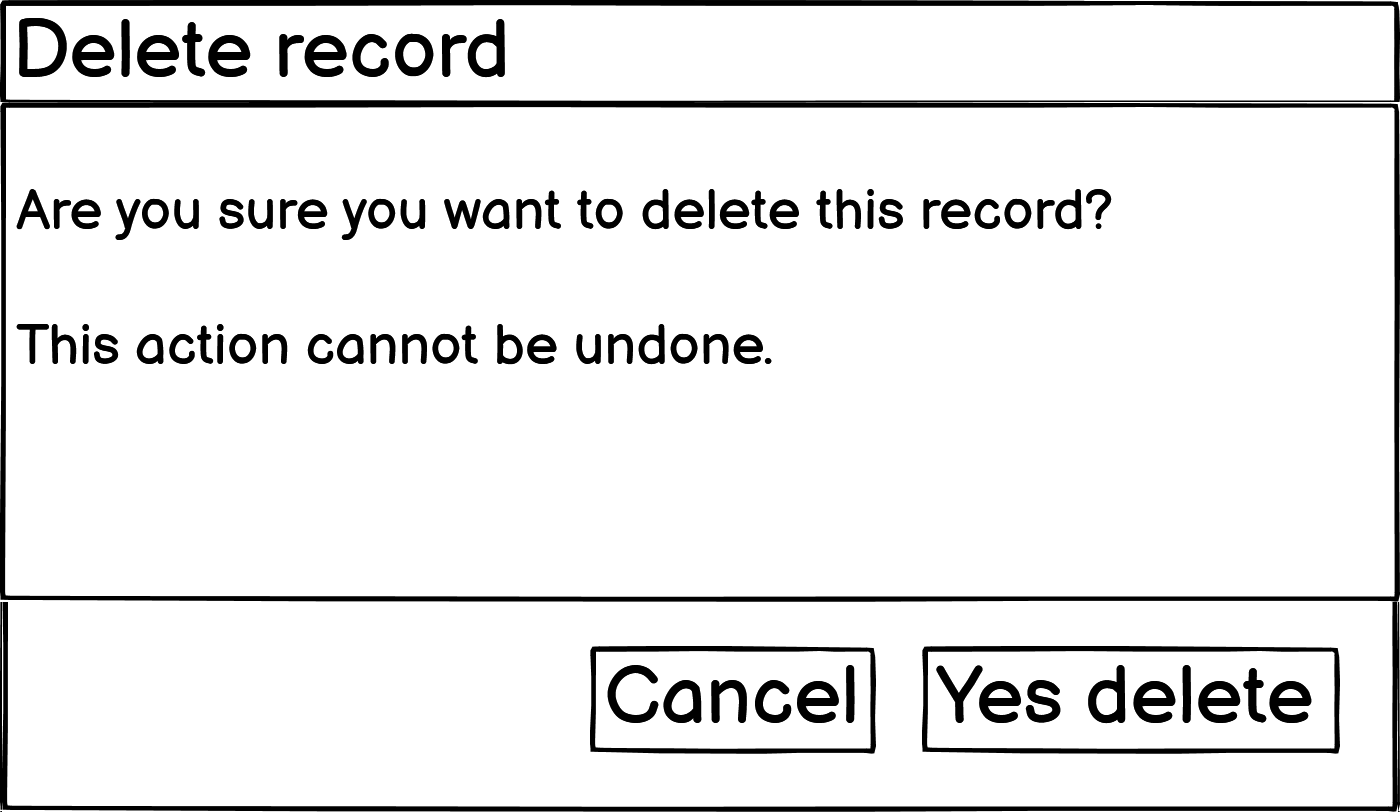 Delete record
Are you sure you want to delete this record?
This action cannot be undone.
Cancel Yes delete